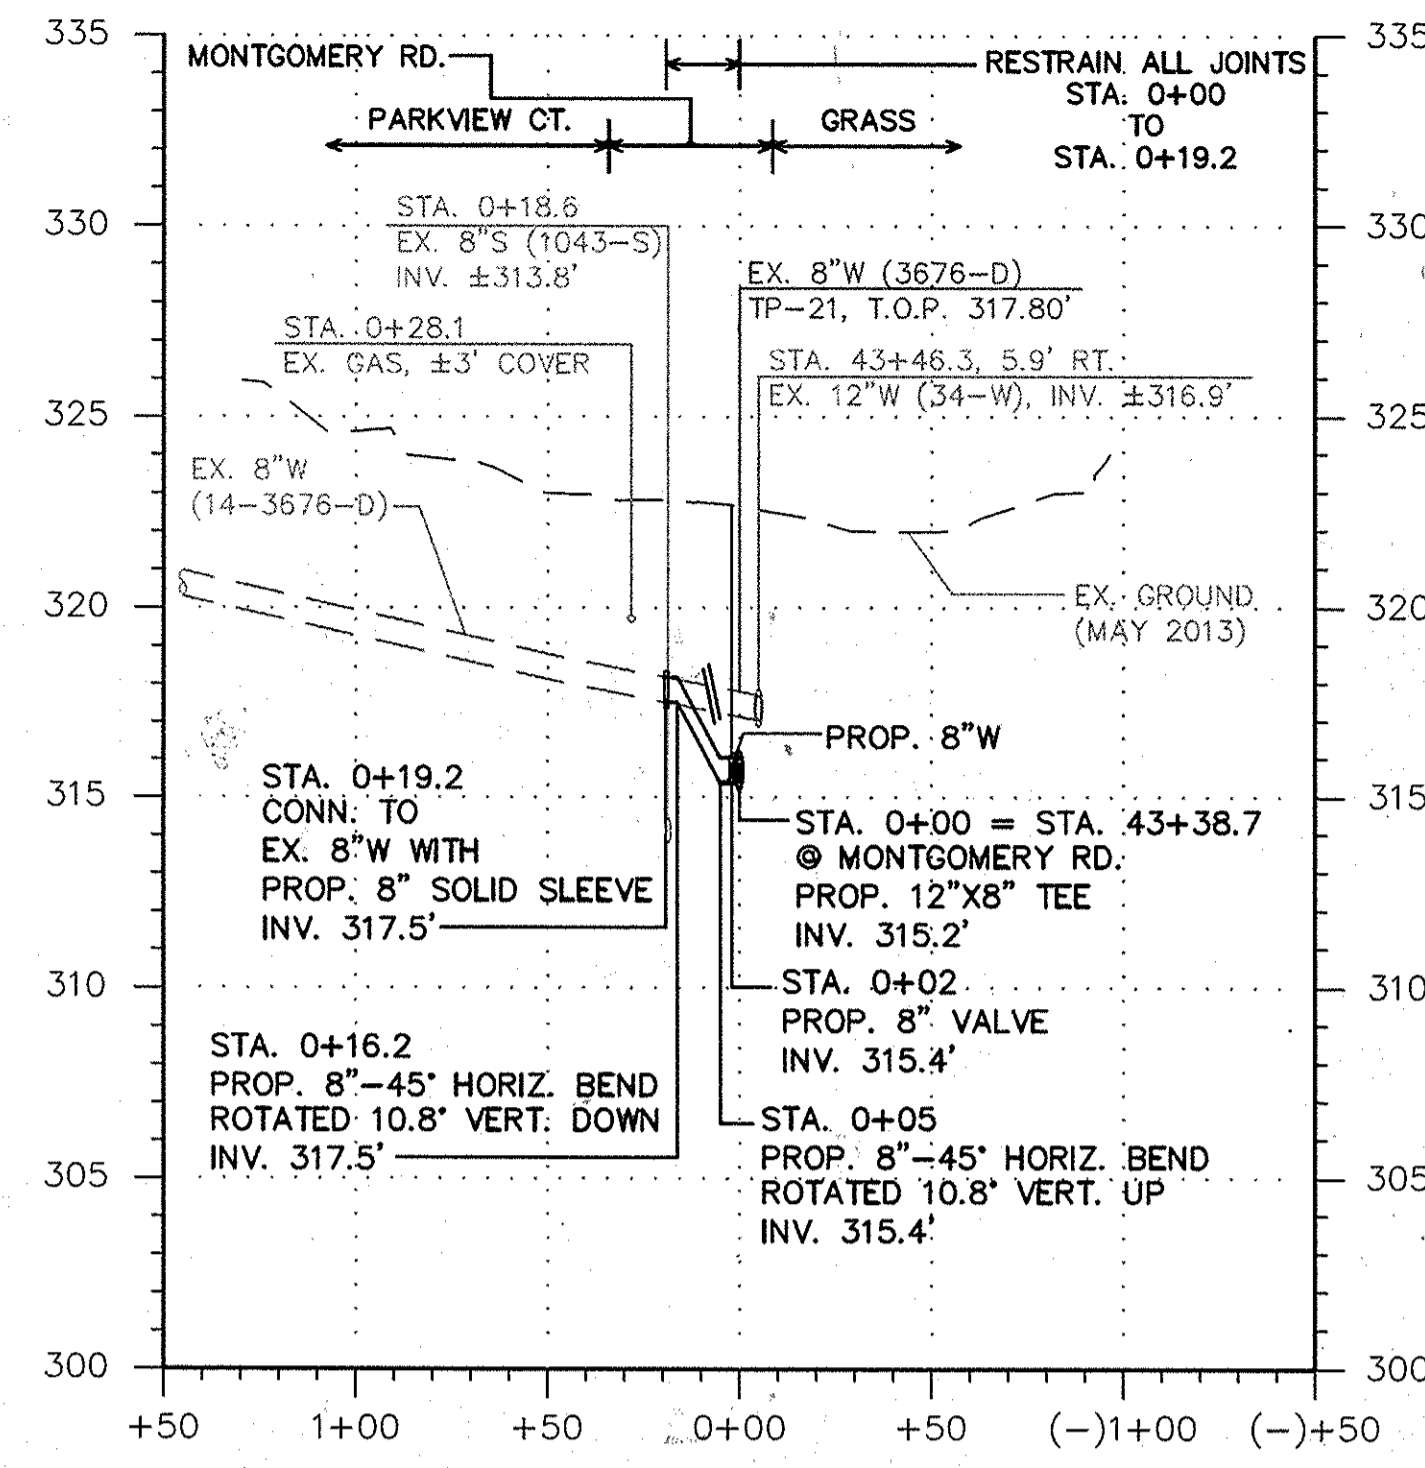 335
335
MONTGOMERY RD.
RESTRAIN ALL JOINTS
STA. 0+00
TO
STA. 0+19.2
PARKVIEW CT.
GRASS
330
330
STA. 0+18.6
EX. 8"S (1043-S)
INV. ±313.8'
EX. 8"W (3676-D)
TP-21, T.O.P. 317.80'
STA. 0+28.1
EX. GAS, ±3' COVER
STA. 43+46.3, 5.9' RT.
EX. 12"W (34-W), INV. ±316.9'
325
325
EX. 8"W
(14-3676-D)
320
320
EX. GROUND
(MAY 2013)
PROP. 8"W
315
315
STA. 0+19.2
CONN. TO
EX. 8"W WITH
PROP. 8" SOLID SLEEVE
INV. 317.5'
STA. 0+00 = STA. 43+38.7
@ MONTGOMERY RD.
PROP. 12"X8" TEE
INV. 315.2'
310
310
STA. 0+02
PROP. 8" VALVE
INV. 315.4'
STA. 0+16.2
PROP. 8"-45° HORIZ. BEND
ROTATED 10.8° VERT. DOWN
INV. 317.5'
STA. 0+05
PROP. 8"-45° HORIZ. BEND
ROTATED 10.8° VERT. UP
INV. 315.4'
305
305
300
300
+50 1+00 +50 0+00 +50 (-)1+00 (-)+50